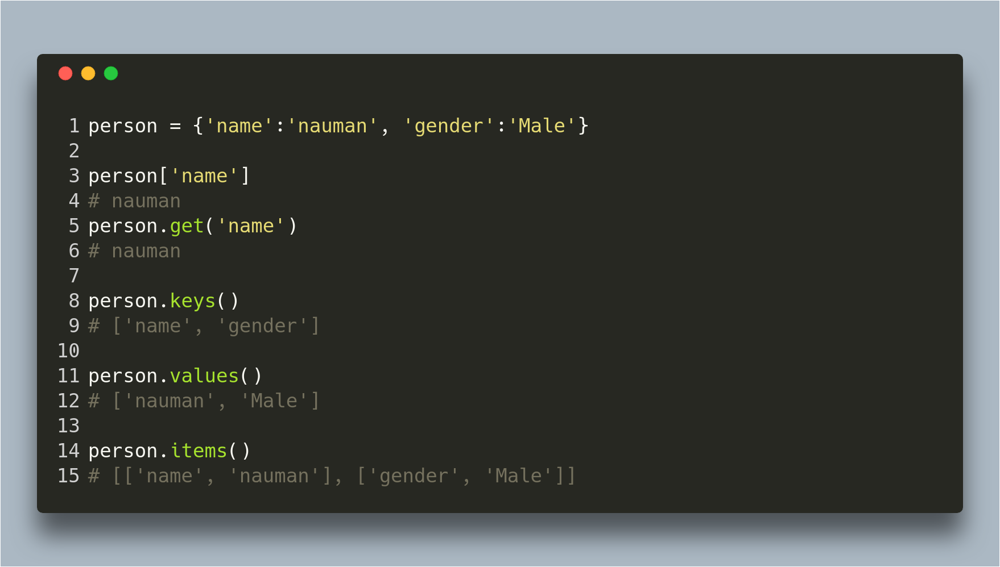 1 person = {'name':'nauman', 'gender':'Male'}
2
3 person['name']
4 # nauman
5 person.get('name')
6 # nauman
7
8 person.keys()
9 # ['name', 'gender']
10
11 person.values()
12 # ['nauman', 'Male']
13
14 person.items()
15 # [['name', 'nauman'], ['gender', 'Male']]